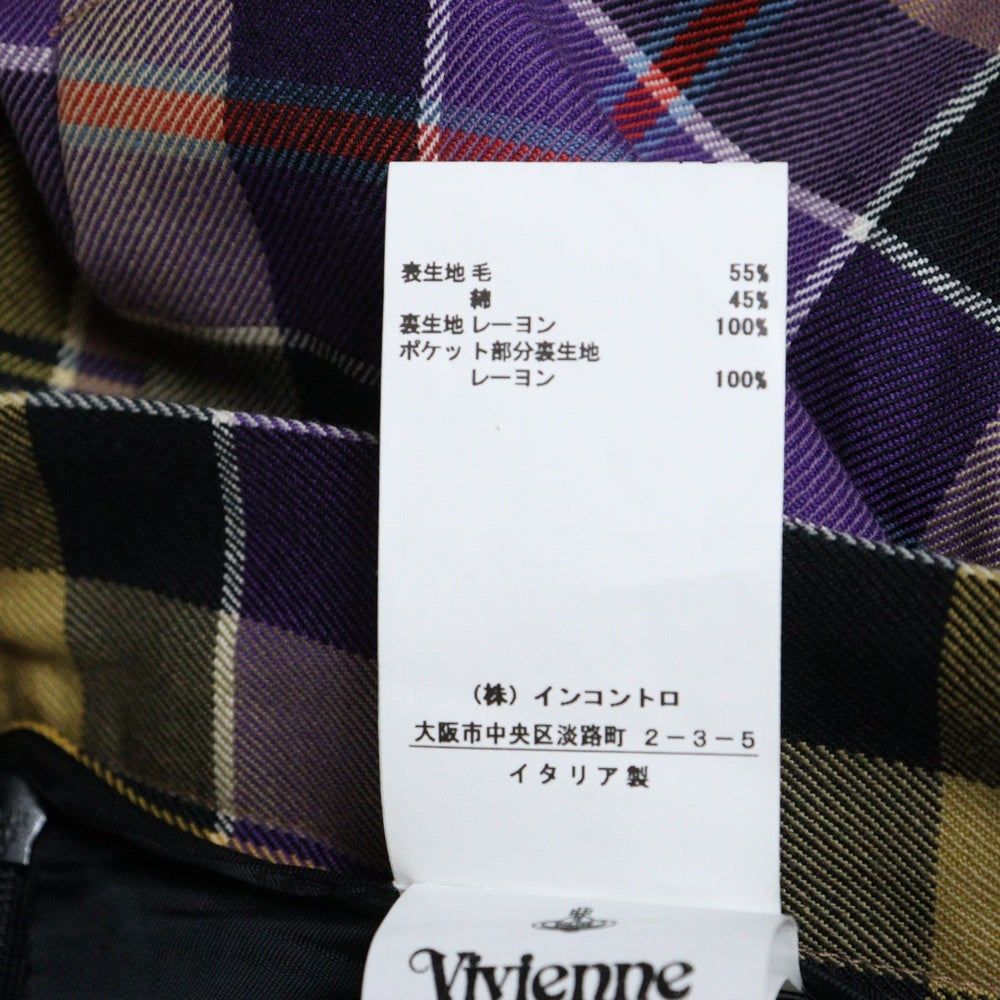 表生地 毛 55%
綿 45%
裏生地 レーヨン 100%
ポケット部分裏生地
レーヨン 100%
(株) インコントロ
大阪市中央区淡路町 2-3-5
イタリア製
Vivienne